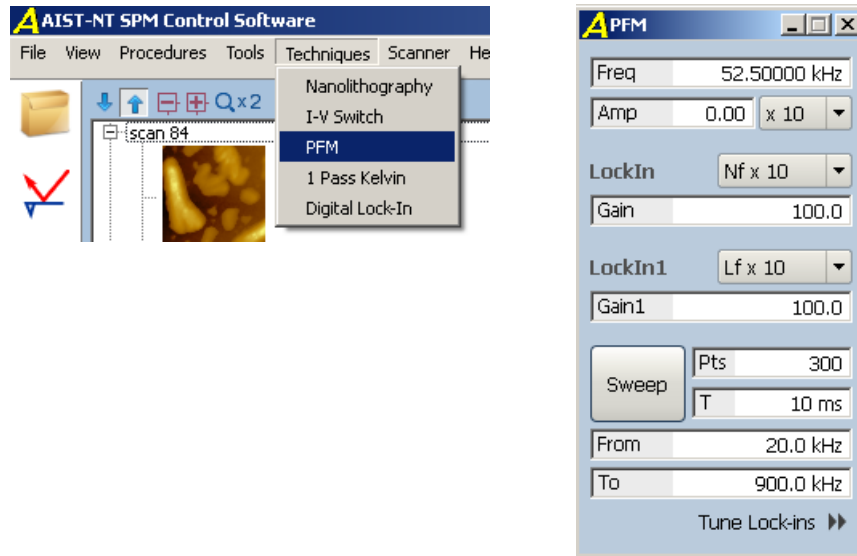 AIST-NT SPM Control Software
File View Procedures Tools Techniques Scanner He
x2
scan 84
Nanolithography
I-V Switch
PFM
1 Pass Kelvin
Digital Lock-In
PFM
Freq 52.50000 kHz
Amp 0.00 x 10
LockIn Nf x 10
Gain 100.0
LockIn1 Lf x 10
Gain1 100.0
Sweep Pts 300
T 10 ms
From 20.0 kHz
To 900.0 kHz
Tune Lock-ins